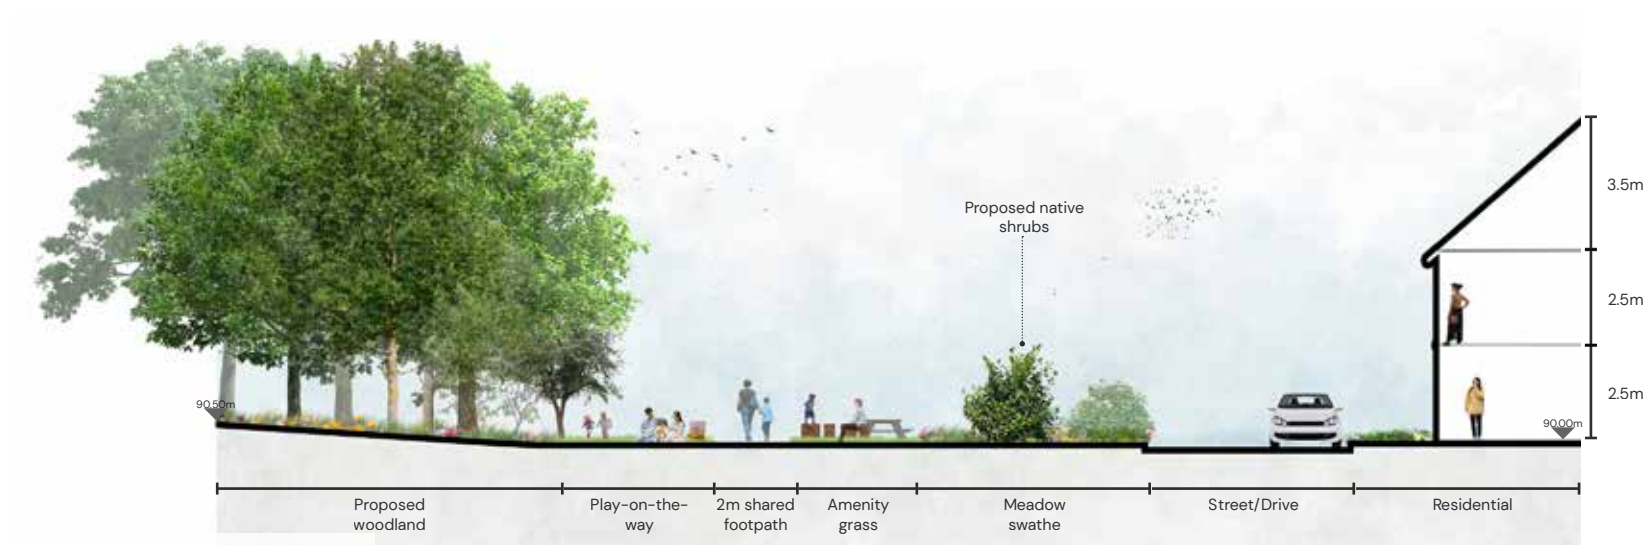 Proposed native
shrubs
3.5m
2.5m
2.5m
90.50m
90.00m
Proposed
woodland
Play-on-the-
way
2m shared
footpath
Amenity
grass
Meadow
swathe
Street/Drive
Residential